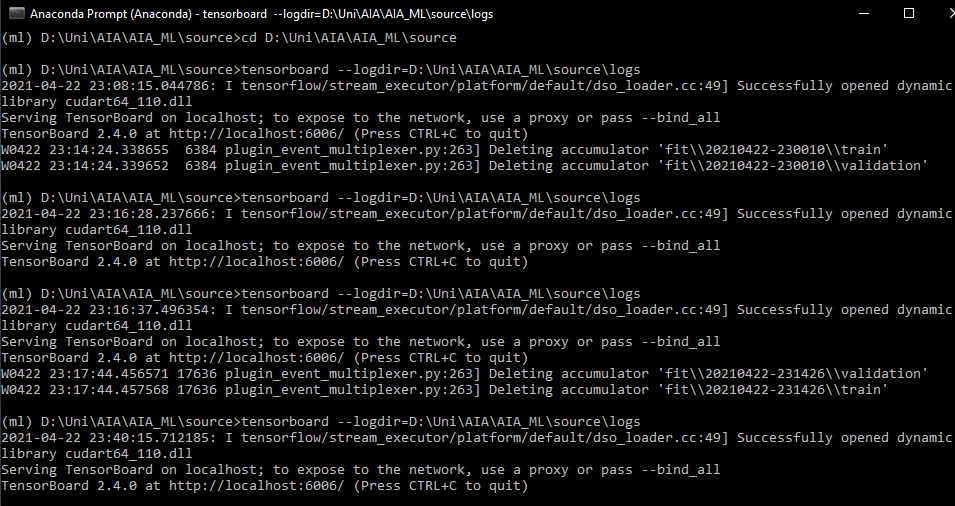 Anaconda Prompt (Anaconda) - tensorboard --logdir=D:\Uni\AIA\AIA_ML\source\logs
(ml) D:\Uni\AIA\AIA_ML\source>cd D:\Uni\AIA\AIA_ML\source
(ml) D:\Uni\AIA\AIA_ML\source>tensorboard --logdir=D:\Uni\AIA\AIA_ML\source\logs
2021-04-22 23:08:15.044786: I tensorflow/stream_executor/platform/default/dso_loader.cc:49] Successfully opened dynamic
library cudart64_110.dll
Serving TensorBoard on localhost; to expose to the network, use a proxy or pass --bind_all
TensorBoard 2.4.0 at http://localhost:6006/ (Press CTRL+C to quit)
W0422 23:14:24.338655  6384 plugin_event_multiplexer.py:263] Deleting accumulator 'fit\\20210422-230010\\train'
W0422 23:14:24.339652  6384 plugin_event_multiplexer.py:263] Deleting accumulator 'fit\\20210422-230010\\validation'
(ml) D:\Uni\AIA\AIA_ML\source>tensorboard --logdir=D:\Uni\AIA\AIA_ML\source\logs
2021-04-22 23:16:28.237666: I tensorflow/stream_executor/platform/default/dso_loader.cc:49] Successfully opened dynamic
library cudart64_110.dll
Serving TensorBoard on localhost; to expose to the network, use a proxy or pass --bind_all
TensorBoard 2.4.0 at http://localhost:6006/ (Press CTRL+C to quit)
(ml) D:\Uni\AIA\AIA_ML\source>tensorboard --logdir=D:\Uni\AIA\AIA_ML\source\logs
2021-04-22 23:16:37.496354: I tensorflow/stream_executor/platform/default/dso_loader.cc:49] Successfully opened dynamic
library cudart64_110.dll
Serving TensorBoard on localhost; to expose to the network, use a proxy or pass --bind_all
TensorBoard 2.4.0 at http://localhost:6006/ (Press CTRL+C to quit)
W0422 23:17:44.456571 17636 plugin_event_multiplexer.py:263] Deleting accumulator 'fit\\20210422-231426\\validation'
W0422 23:17:44.457568 17636 plugin_event_multiplexer.py:263] Deleting accumulator 'fit\\20210422-231426\\train'
(ml) D:\Uni\AIA\AIA_ML\source>tensorboard --logdir=D:\Uni\AIA\AIA_ML\source\logs
2021-04-22 23:40:15.712185: I tensorflow/stream_executor/platform/default/dso_loader.cc:49] Successfully opened dynamic
library cudart64_110.dll
Serving TensorBoard on localhost; to expose to the network, use a proxy or pass --bind_all
TensorBoard 2.4.0 at http://localhost:6006/ (Press CTRL+C to quit)